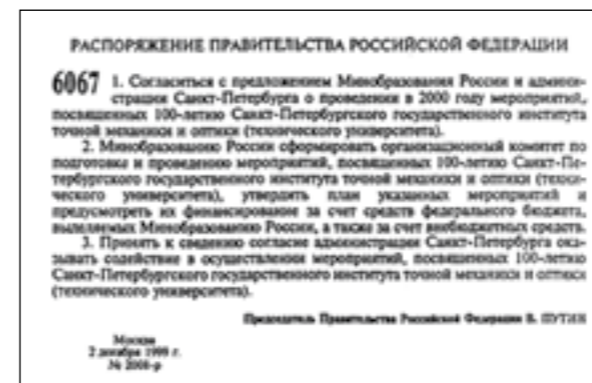 РАСПОРЯЖЕНИЕ ПРАВИТЕЛЬСТВА РОССИЙСКОЙ ФЕДЕРАЦИИ
6067 1. Согласиться с предложением Минобразования России и админи-
страции Санкт-Петербурга о проведении в 2000 году мероприятий,
посвященных 100-летию Санкт-Петербургского государственного института
точной механики и оптики (технического университета).
2. Минобразованию России сформировать организационный комитет по
подготовке и проведению мероприятий, посвященных 100-летию Санкт-Пе-
тербургского государственного института точной механики и оптики (техни-
ческого университета), утвердить план указанных мероприятий и
предусмотреть их финансирование за счет средств федерального бюджета,
выделяемых Минобразованию России, а также за счет внебюджетных средств.
3. Принять к сведению согласие администрации Санкт-Петербурга ока-
зывать содействие в осуществлении мероприятий, посвященных 100-летию
Санкт-Петербургского государственного института точной механики и оптики
(технического университета).
Председатель Правительства Российской Федерации В. ПУТИН
Москва
2 декабря 1999 г.
№ 2008-р